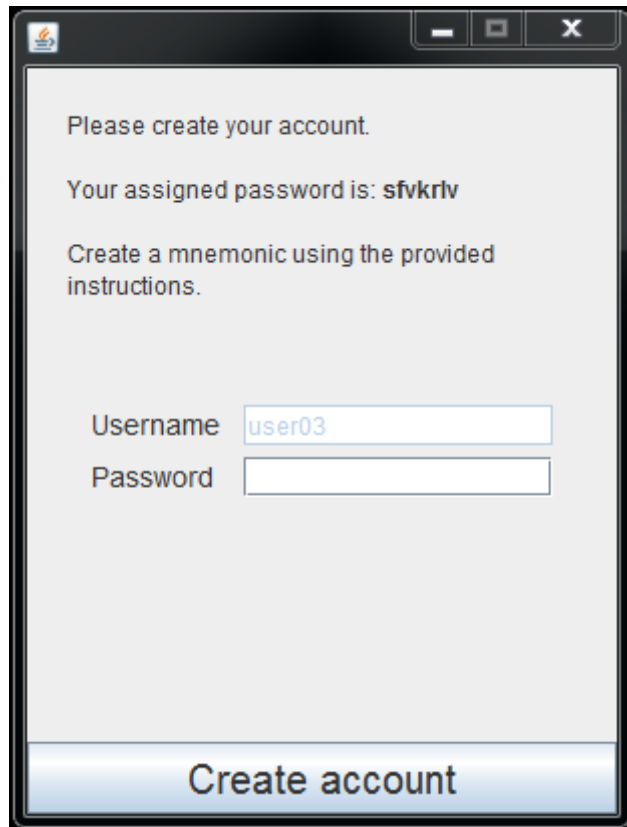 Please create your account.
Your assigned password is: sfvkrlv
Create a mnemonic using the provided
instructions.
Username user03
Password
Create account